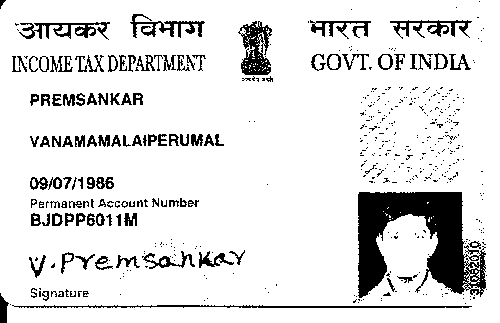 आयकर विभाग
INCOME TAX DEPARTMENT
भारत सरकार
GOVT. OF INDIA
PREMSANKAR
VANAMAMALAIPERUMAL
09/07/1986
Permanent Account Number
BJDPP6011M
V. Premsankar
Signature
31082010